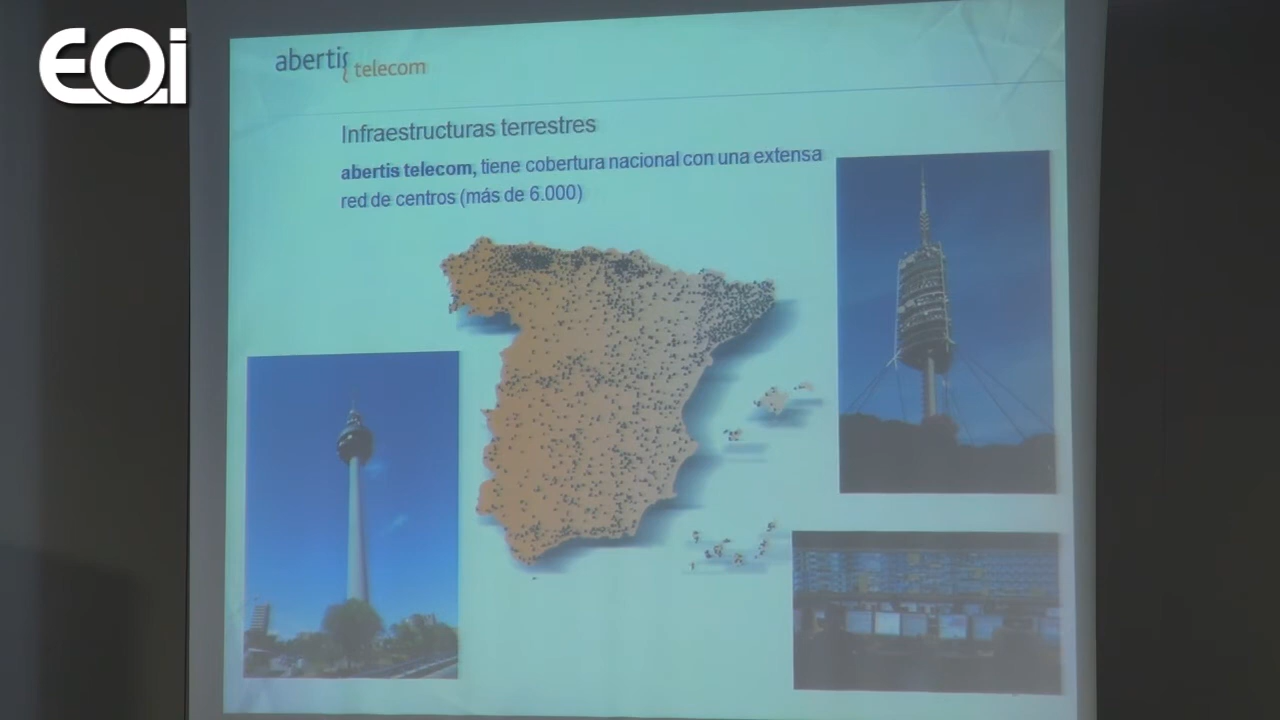 EOi
abertis
telecom
Infraestructuras terrestres
abertis telecom, tiene cobertura nacional con una extensa
red de centros (más de 6.000)